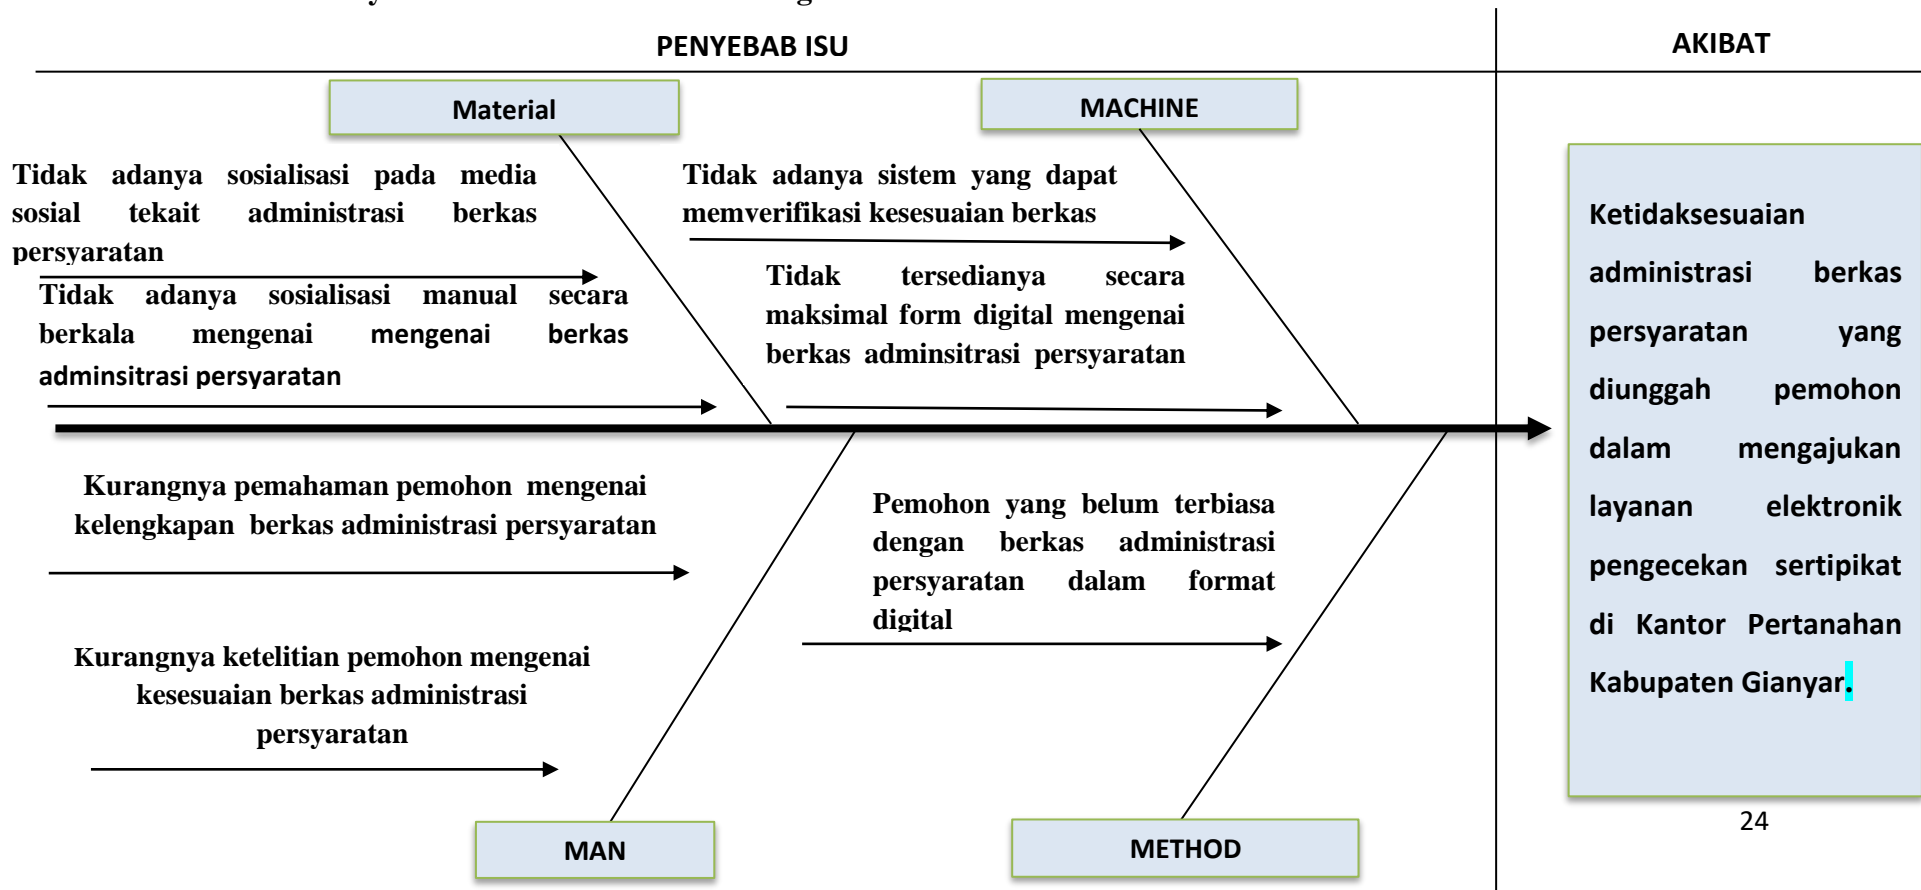 PENYEBAB ISU
AKIBAT
Material
MACHINE
Tidak adanya sosialisasi pada media
sosial tekait administrasi berkas
persyaratan
Tidak adanya sosialisasi manual secara
berkala mengenai mengenai berkas
adminsitrasi persyaratan
Tidak adanya sistem yang dapat
memverifikasi kesesuaian berkas
Tidak tersedianya secara
maksimal form digital mengenai
berkas adminsitrasi persyaratan
Kurangnya pemahaman pemohon mengenai
kelengkapan berkas administrasi persyaratan
Kurangnya ketelitian pemohon mengenai
kesesuaian berkas administrasi
persyaratan
Pemohon yang belum terbiasa
dengan berkas administrasi
persyaratan dalam format
digital
MAN
METHOD
Ketidaksesuaian
administrasi berkas
persyaratan yang
diunggah pemohon
dalam mengajukan
layanan elektronik
pengecekan sertipikat
di Kantor Pertanahan
Kabupaten Gianyar.
24